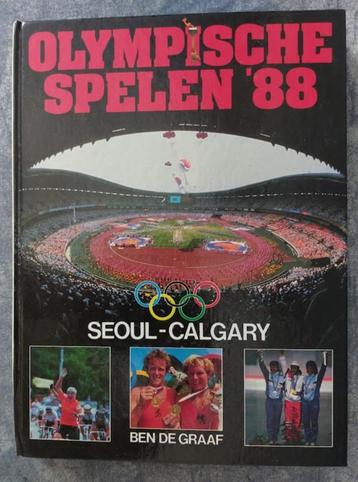 OLYMPISCHE
SPELEN '88
SEOUL-CALGARY
BEN DE GRAAF